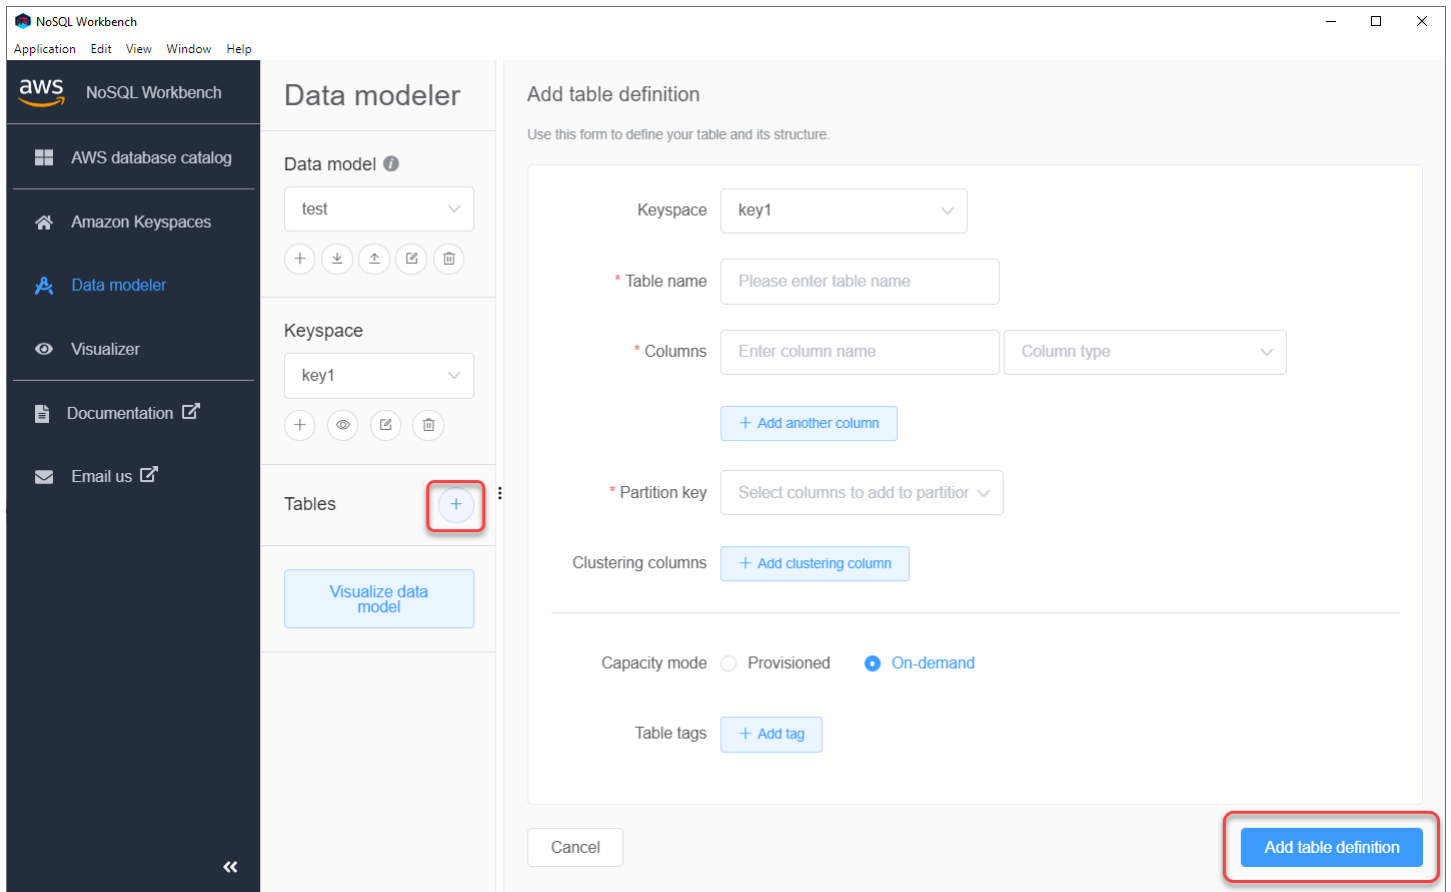 NoSQL Workbench
Application Edit View Window Help
aws NoSQL Workbench
AWS database catalog
Amazon Keyspaces
Data modeler
Visualizer
Documentation
Email us
Data modeler
Data model
test
Keyspace
key1
Tables
Visualize data
model
Add table definition
Use this form to define your table and its structure.
Keyspace key1
* Table name Please enter table name
* Columns Enter column name Column type
+ Add another column
* Partition key Select columns to add to partition
Clustering columns + Add clustering column
Capacity mode Provisioned On-demand
Table tags + Add tag
Cancel Add table definition